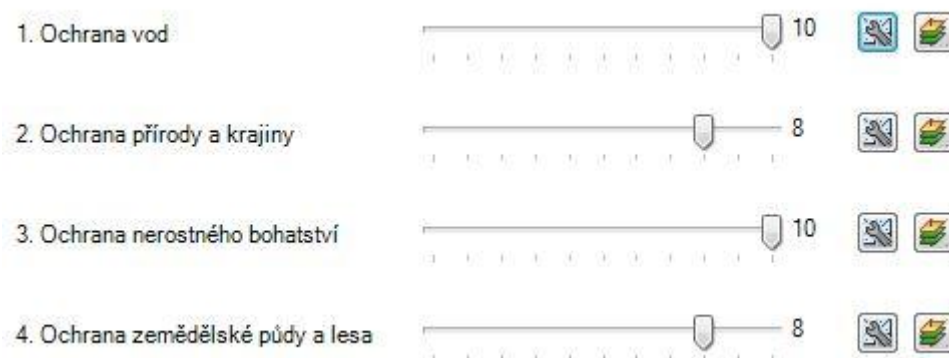 1. Ochrana vod 10
2. Ochrana přírody a krajiny 8
3. Ochrana nerostného bohatství 10
4. Ochrana zemědělské půdy a lesa 8